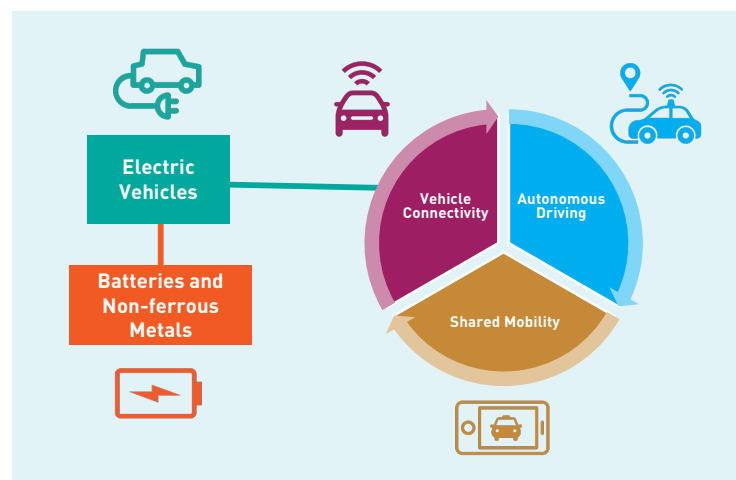 Electric
Vehicles
Batteries and
Non-ferrous
Metals
Vehicle
Connectivity
Autonomous
Driving
Shared Mobility